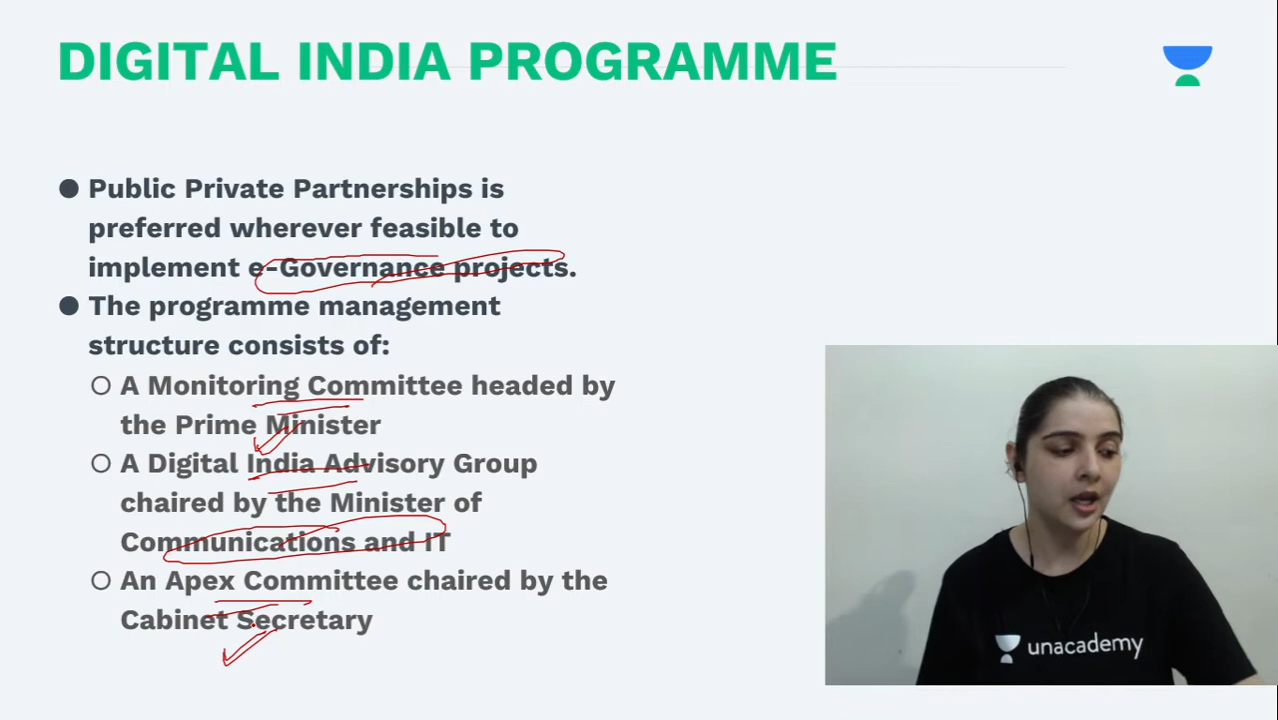 DIGITAL INDIA PROGRAMME
● Public Private Partnerships is
preferred wherever feasible to
implement e-Governance projects.
● The programme management
structure consists of:
○ A Monitoring Committee headed by
the Prime Minister
○ A Digital India Advisory Group
chaired by the Minister of
Communications and IT
○ An Apex Committee chaired by the
Cabinet Secretary
unacademy